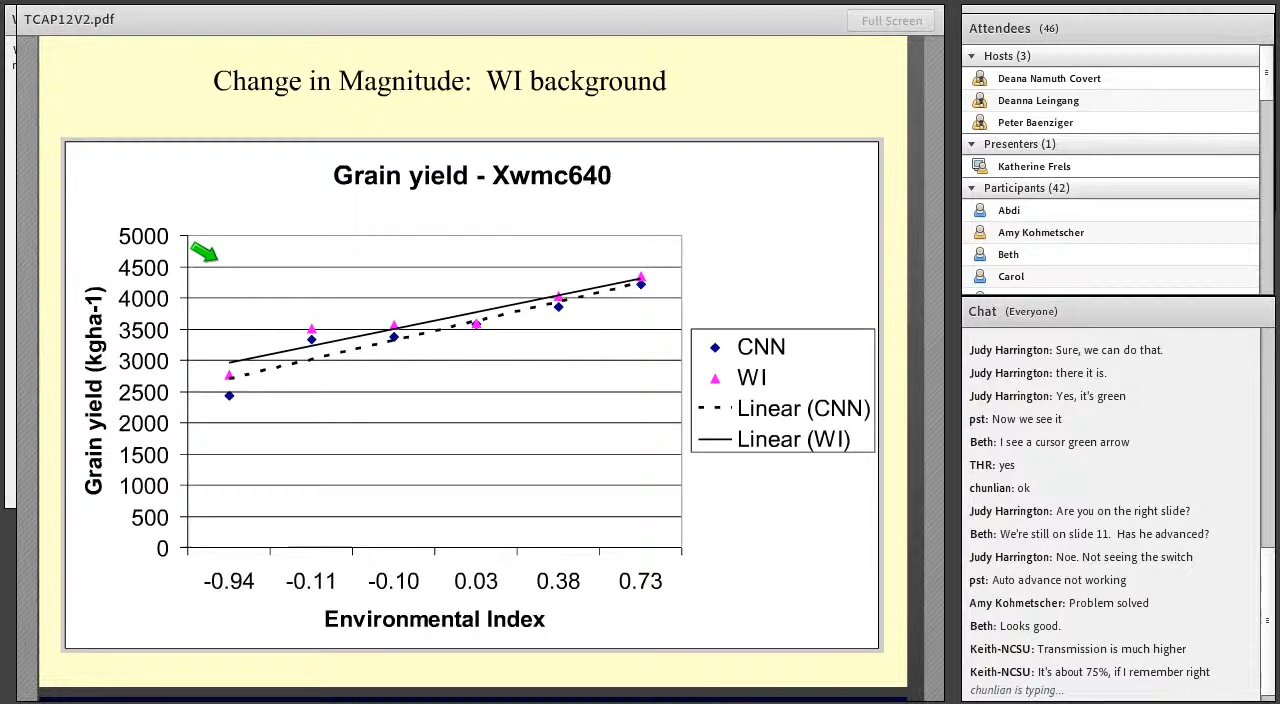 TCAP12V2.pdf
Full Screen
Change in Magnitude: WI background
Grain yield - Xwmc640
Grain yield (kgha-1)
5000
4500
4000
3500
3000
2500
2000
1500
1000
500
0
-0.94 -0.11 -0.10 0.03 0.38 0.73
Environmental Index
CNN
WI
Linear (CNN)
Linear (WI)
Attendees (46)
Hosts (3)
Deana Namuth Covert
Deanna Leingang
Peter Baenziger
Presenters (1)
Katherine Frels
Participants (42)
Abdi
Amy Kohmetscher
Beth
Carol
Chat (Everyone)
Judy Harrington: Sure, we can do that.
Judy Harrington: there it is.
Judy Harrington: Yes, it's green
pst: Now we see it
Beth: I see a cursor green arrow
THR: yes
chunlian: ok
Judy Harrington: Are you on the right slide?
Beth: We're still on slide 11. Has he advanced?
Judy Harrington: Noe. Not seeing the switch
pst: Auto advance not working
Amy Kohmetscher: Problem solved
Beth: Looks good.
Keith-NCSU: Transmission is much higher
Keith-NCSU: It's about 75%, if I remember right
chunlian is typing...